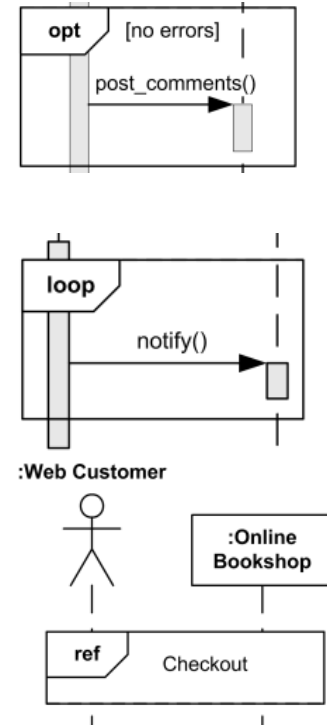 opt [no errors]
post_comments()
loop
notify()
:Web Customer
:Online
Bookshop
ref Checkout